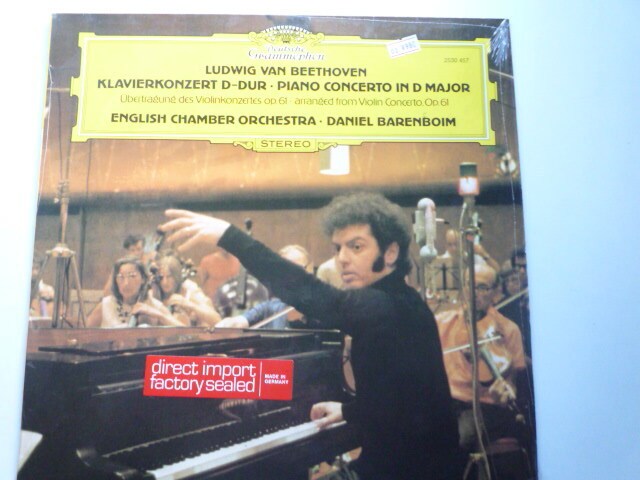 Deutsche
Grammophon
LUDWIG VAN BEETHOVEN
KLAVIERKONZERT D-DUR · PIANO CONCERTO IN D MAJOR
Übertragung des Violinkonzertes op. 61 · arranged from Violin Concerto, Op. 61
ENGLISH CHAMBER ORCHESTRA · DANIEL BARENBOIM
STEREO
direct import
factory sealed
MADE IN
GERMANY